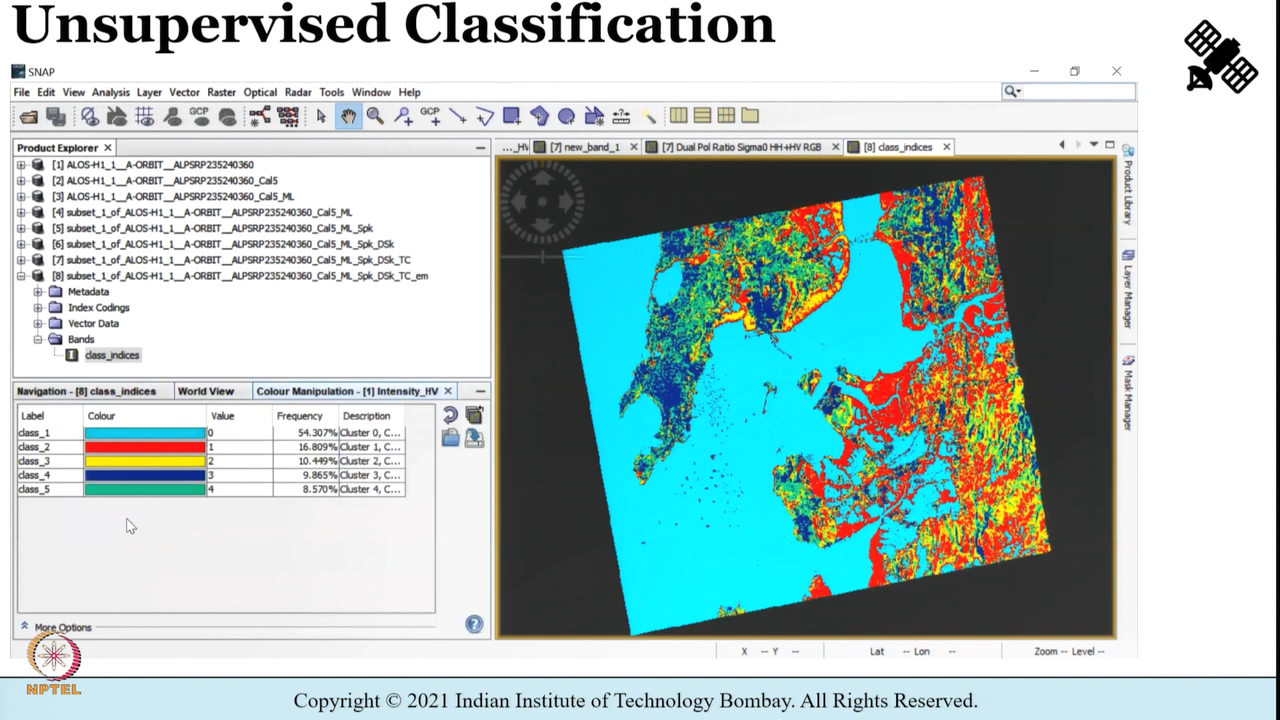 Unsupervised Classification
SNAP
File Edit View Analysis Layer Vector Raster Optical Radar Tools Window Help
GCP GCP
Product Explorer
[1] ALOS-H1_1__A-ORBIT__ALPSRP235240360
[2] ALOS-H1_1__A-ORBIT__ALPSRP235240360_Cal5
[3] ALOS-H1_1__A-ORBIT__ALPSRP235240360_Cal5_ML
[4] subset_1_of_ALOS-H1_1__A-ORBIT__ALPSRP235240360_Cal5_ML
[5] subset_1_of_ALOS-H1_1__A-ORBIT__ALPSRP235240360_Cal5_ML_Spk
[6] subset_1_of_ALOS-H1_1__A-ORBIT__ALPSRP235240360_Cal5_ML_Spk_DSk
[7] subset_1_of_ALOS-H1_1__A-ORBIT__ALPSRP235240360_Cal5_ML_Spk_DSk_TC
[8] subset_1_of_ALOS-H1_1__A-ORBIT__ALPSRP235240360_Cal5_ML_Spk_DSk_TC_em
Metadata
Index Codings
Vector Data
Bands
class_indices
..._HV [7] new_band_1 [7] Dual Pol Ratio Sigma0 HH+HV RGB [8] class_indices
Product Library
Layer Manager
Mask Manager
Navigation - [8] class_indices World View Colour Manipulation - [1] Intensity_HV
Label Colour Value Frequency Description
class_1 0 54.307% Cluster 0, C...
class_2 1 16.809% Cluster 1, C...
class_3 2 10.449% Cluster 2, C...
class_4 3 9.865% Cluster 3, C...
class_5 4 8.570% Cluster 4, C...
More Options
X -- Y -- Lat -- Lon -- Zoom -- Level --
NPTEL
Copyright © 2021 Indian Institute of Technology Bombay. All Rights Reserved.